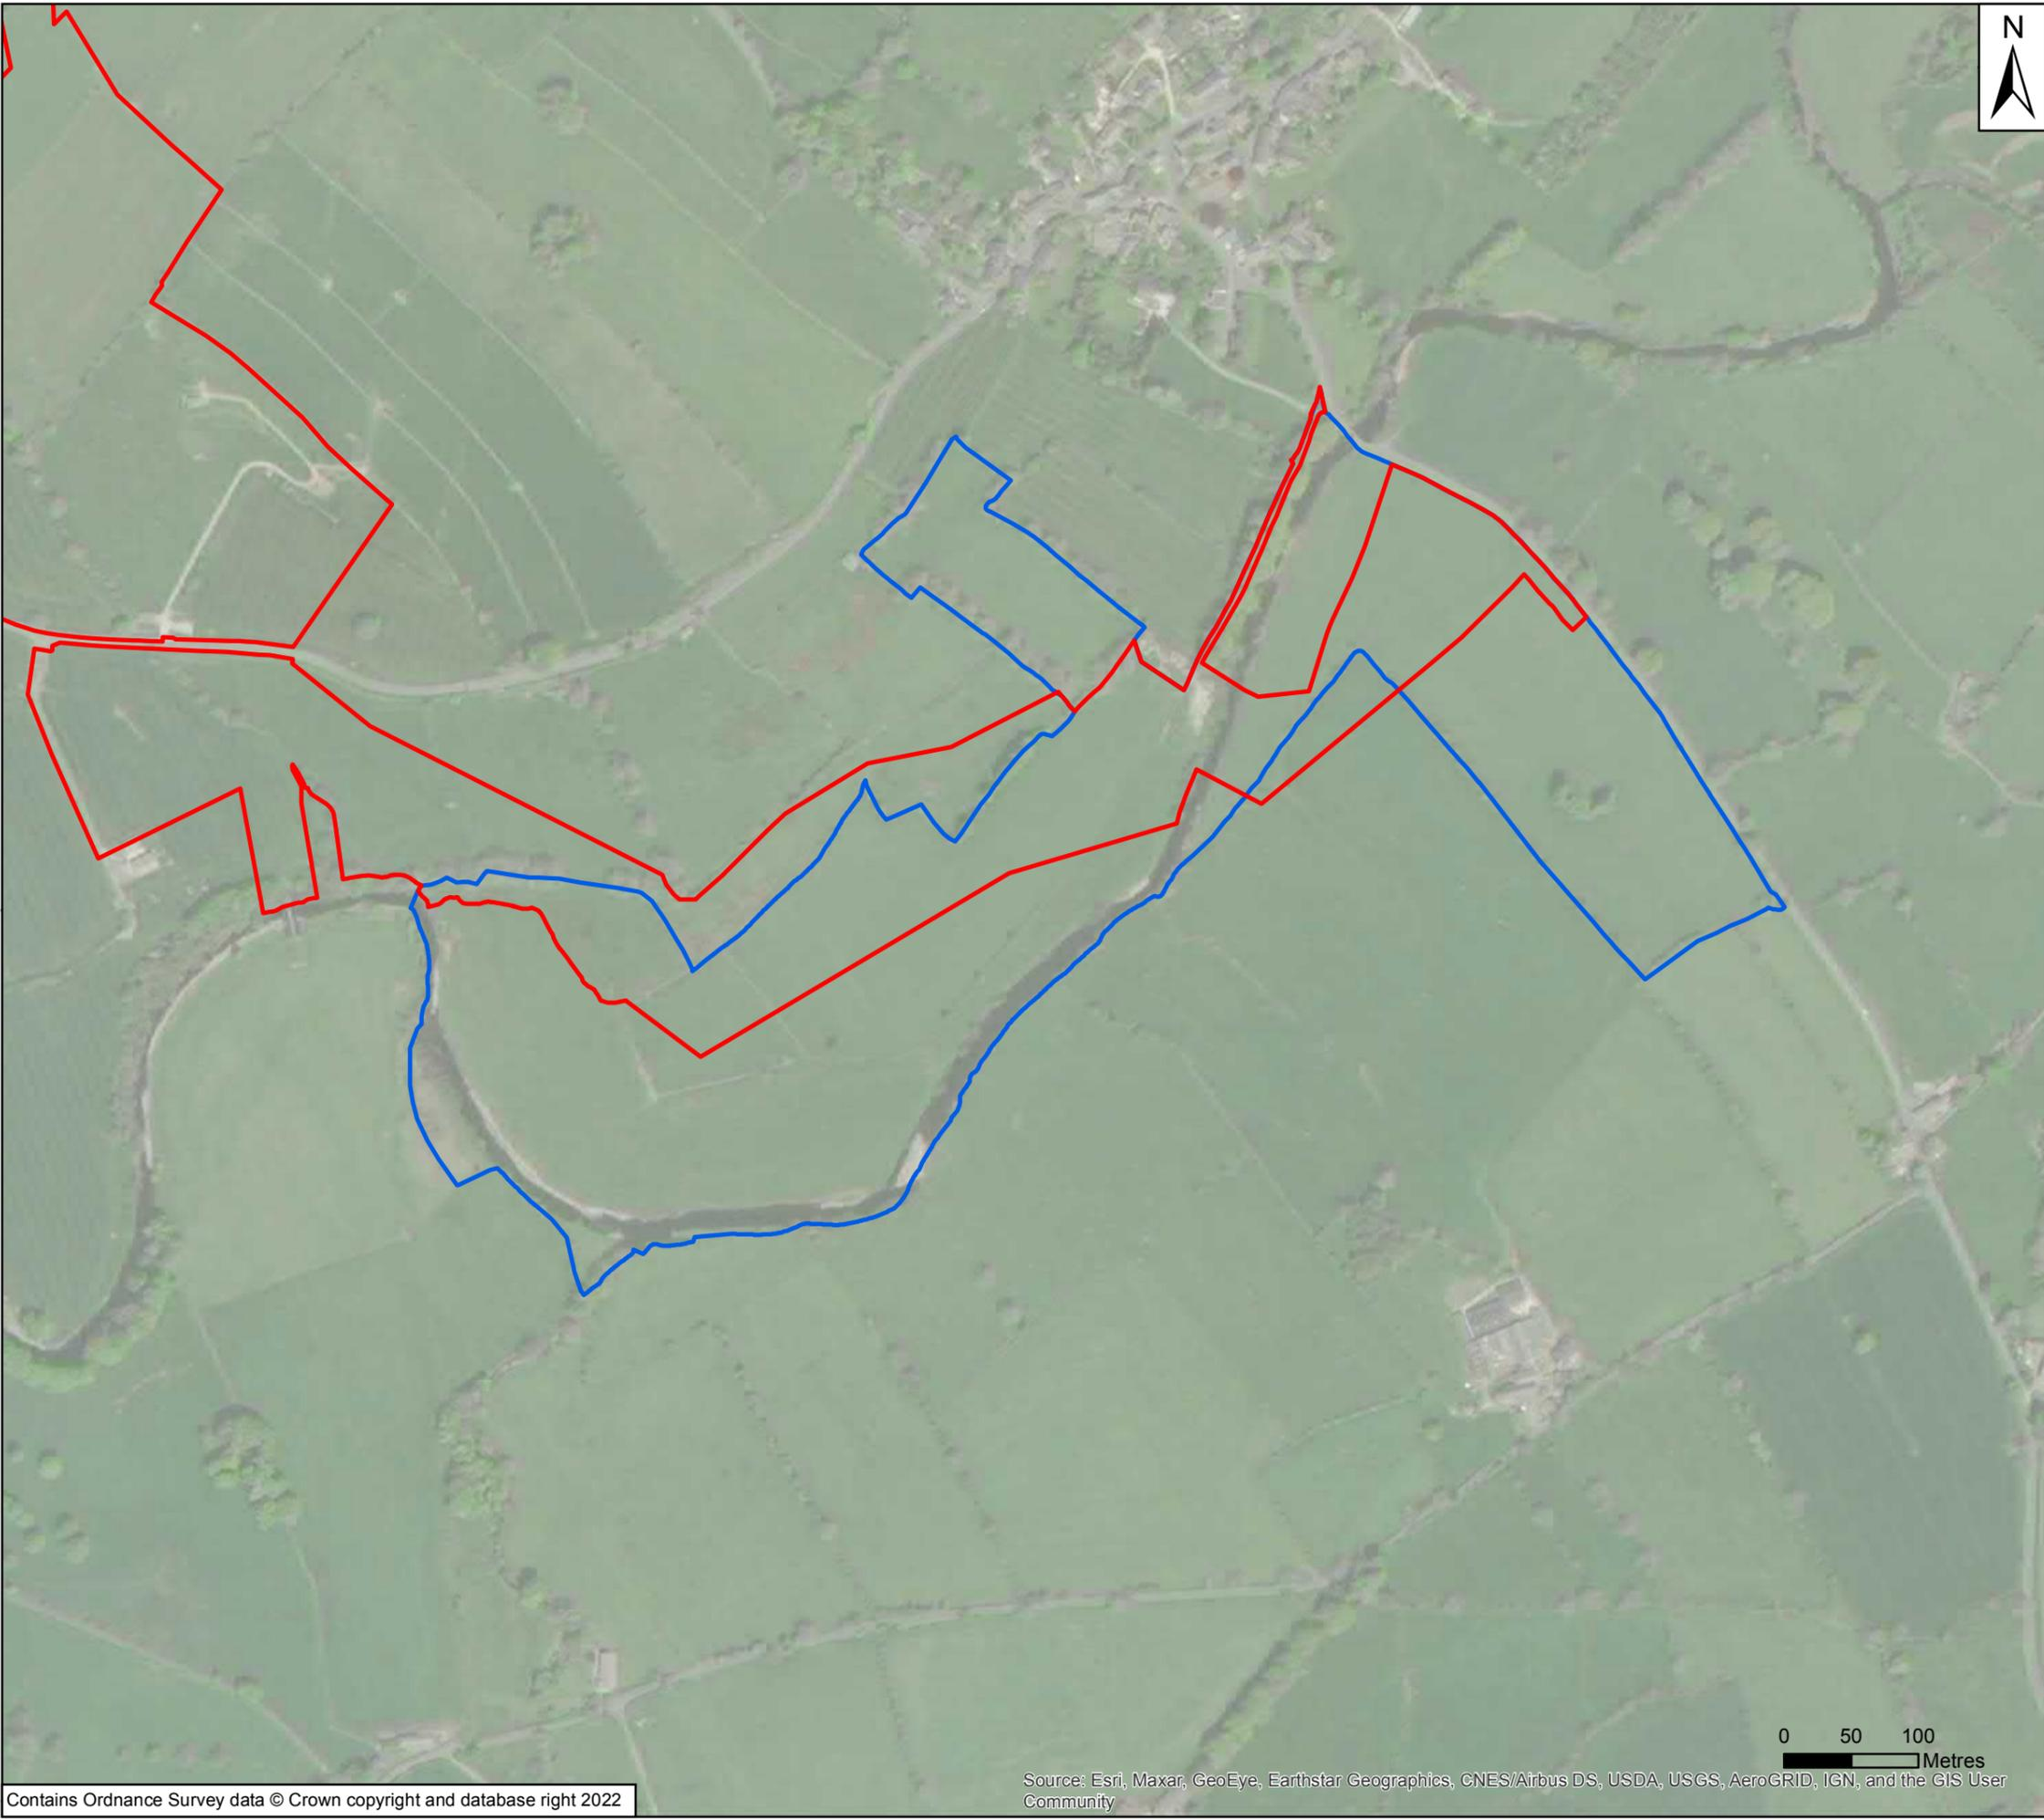 N
0 50 100
Metres
Source: Esri, Maxar, GeoEye, Earthstar Geographics, CNES/Airbus DS, USDA, USGS, AeroGRID, IGN, and the GIS User
Community
Contains Ordnance Survey data © Crown copyright and database right 2022